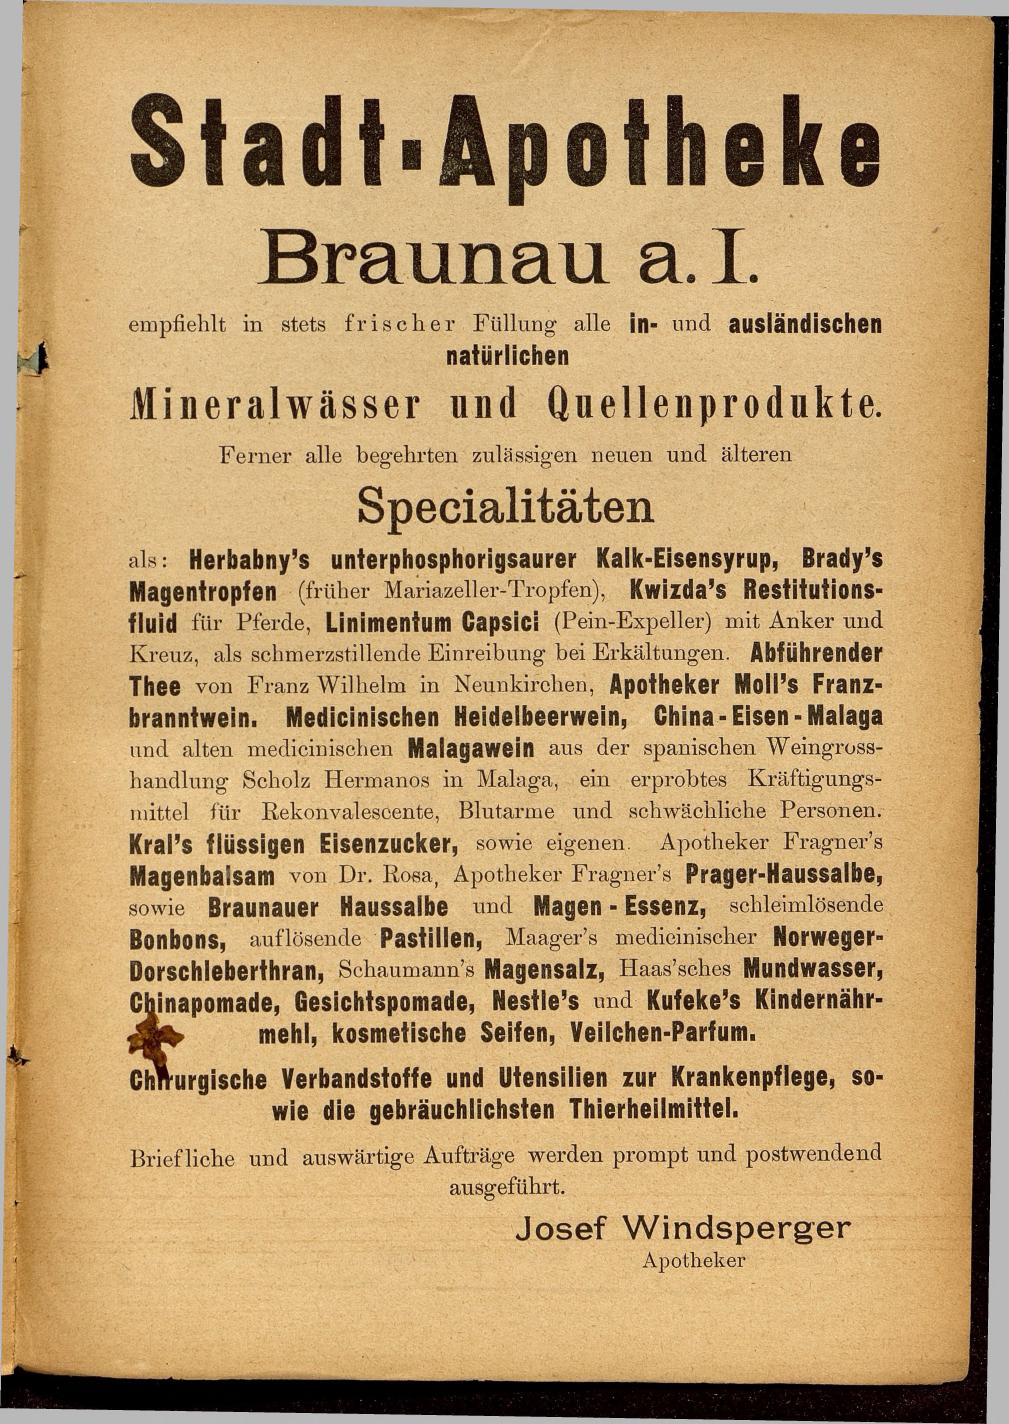 Stadt-Apotheke
Braunau a. I.
empfiehlt in stets frischer Füllung alle in- und ausländischen
natürlichen
Mineralwässer und Quellenprodukte.
Ferner alle begehrten zulässigen neuen und älteren
Specialitäten
als: Herbabny's unterphosphorigsaurer Kalk-Eisensyrup, Brady's
Magentropfen (früher Mariazeller-Tropfen), Kwizda's Restitutions-
fluid für Pferde, Linimentum Capsici (Pein-Expeller) mit Anker und
Kreuz, als schmerzstillende Einreibung bei Erkältungen. Abführender
Thee von Franz Wilhelm in Neunkirchen, Apotheker Moll's Franz-
branntwein. Medicinischen Heidelbeerwein, China-Eisen-Malaga
und alten medicinischen Malagawein aus der spanischen Weingross-
handlung Scholz Hermanos in Malaga, ein erprobtes Kräftigungs-
mittel für Rekonvalescente, Blutarme und schwächliche Personen.
Kral's flüssigen Eisenzucker, sowie eigenen. Apotheker Fragner's
Magenbalsam von Dr. Rosa, Apotheker Fragner's Prager-Haussalbe,
sowie Braunauer Haussalbe und Magen-Essenz, schleimlösende
Bonbons, auflösende Pastillen, Maager's medicinischer Norweger-
Dorschleberthran, Schaumann's Magensalz, Haas'sches Mundwasser,
Chinapomade, Gesichtspomade, Nestle's und Kufeke's Kindernähr-
mehl, kosmetische Seifen, Veilchen-Parfum.
Chirurgische Verbandstoffe und Utensilien zur Krankenpflege, so-
wie die gebräuchlichsten Thierheilmittel.
Briefliche und auswärtige Aufträge werden prompt und postwendend
ausgeführt.
Josef Windsperger
Apotheker